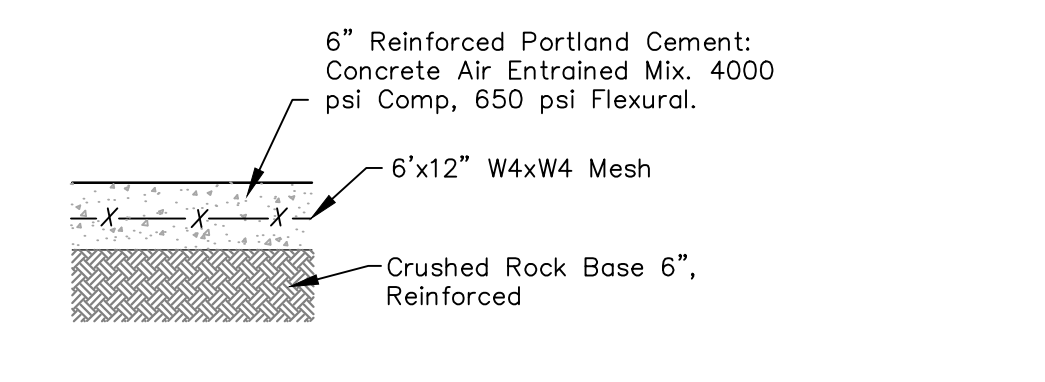 6” Reinforced Portland Cement:
Concrete Air Entrained Mix. 4000
psi Comp, 650 psi Flexural.
6’x12” W4xW4 Mesh
X X X
Crushed Rock Base 6”,
Reinforced